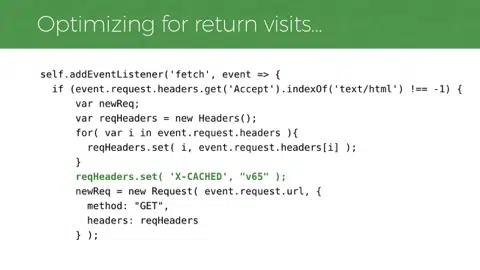 Optimizing for return visits...
self.addEventListener('fetch', event => {
if (event.request.headers.get('Accept').indexOf('text/html') !== -1) {
var newReq;
var reqHeaders = new Headers();
for( var i in event.request.headers ){
reqHeaders.set( i, event.request.headers[i] );
}
reqHeaders.set( 'X-CACHED', "v65" );
newReq = new Request( event.request.url, {
method: "GET",
headers: reqHeaders
} );